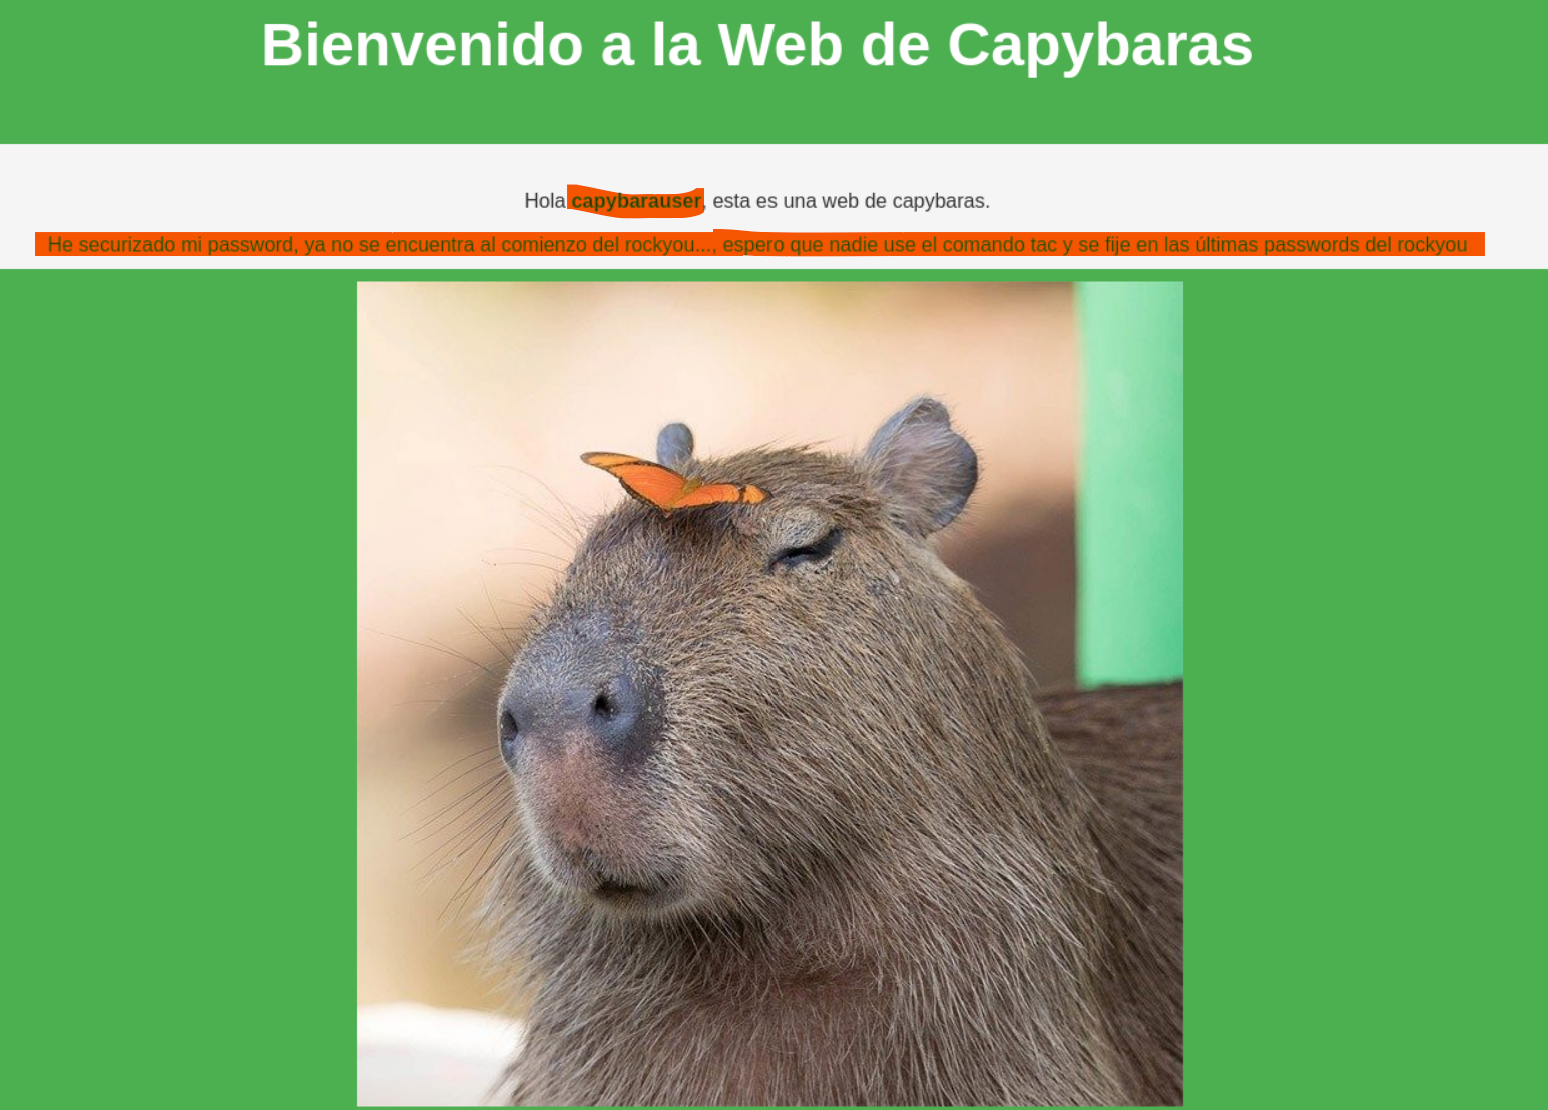 Bienvenido a la Web de Capybaras
Hola capybarauser, esta es una web de capybaras.
He securizado mi password, ya no se encuentra al comienzo del rockyou..., espero que nadie use el comando tac y se fije en las últimas passwords del rockyou